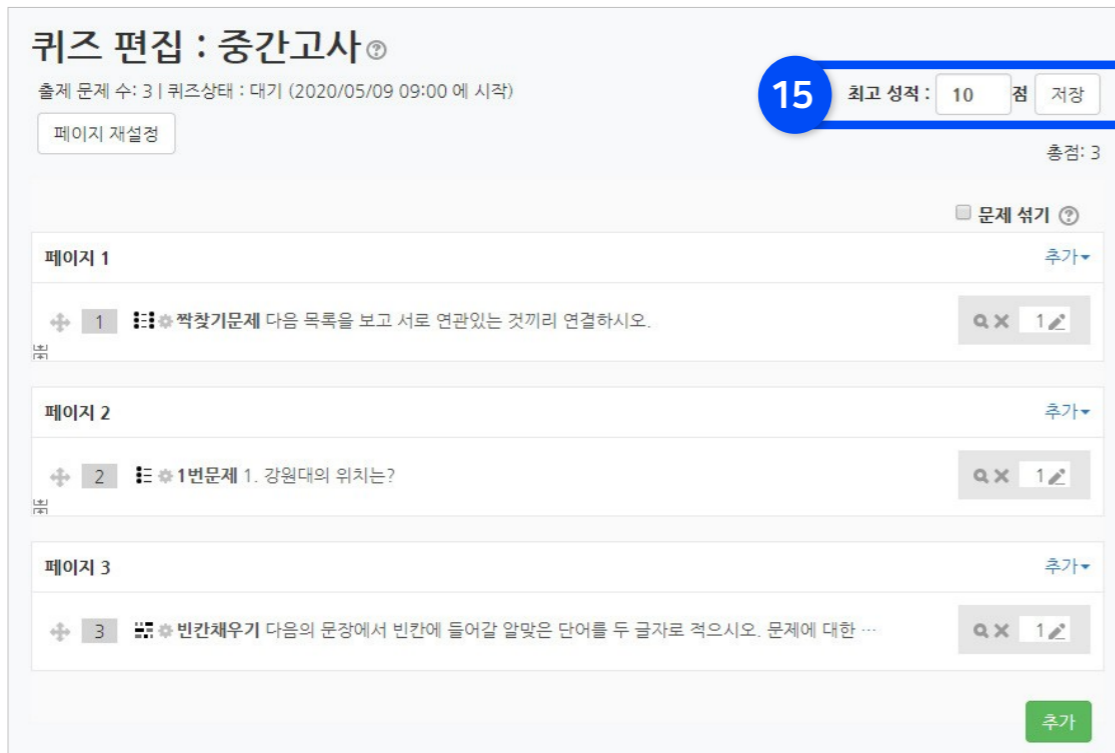 퀴즈 편집 : 중간고사
출제 문제 수: 3 | 퀴즈상태 : 대기 (2020/05/09 09:00 에 시작)
15 최고 성적 : 10 점 저장
페이지 재설정
총점: 3
문제 섞기
페이지 1 추가
1 짝찾기문제 다음 목록을 보고 서로 연관있는 것끼리 연결하시오. 1
페이지 2 추가
2 1번문제 1. 강원대의 위치는? 1
페이지 3 추가
3 빈칸채우기 다음의 문장에서 빈칸에 들어갈 알맞은 단어를 두 글자로 적으시오. 문제에 대한 … 1
추가